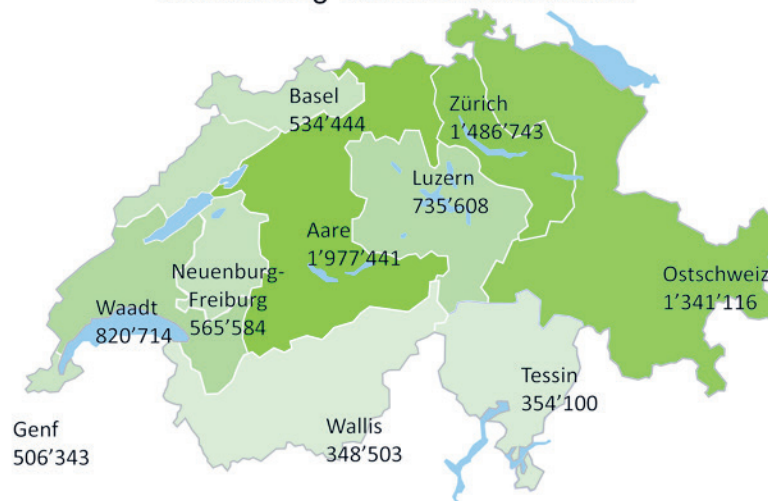 Basel
534’444
Zürich
1’486’743
Luzern
735’608
Aare
1’977’441
Neuenburg-
Freiburg
565’584
Ostschweiz
1’341’116
Waadt
820’714
Tessin
354’100
Genf
506’343
Wallis
348’503